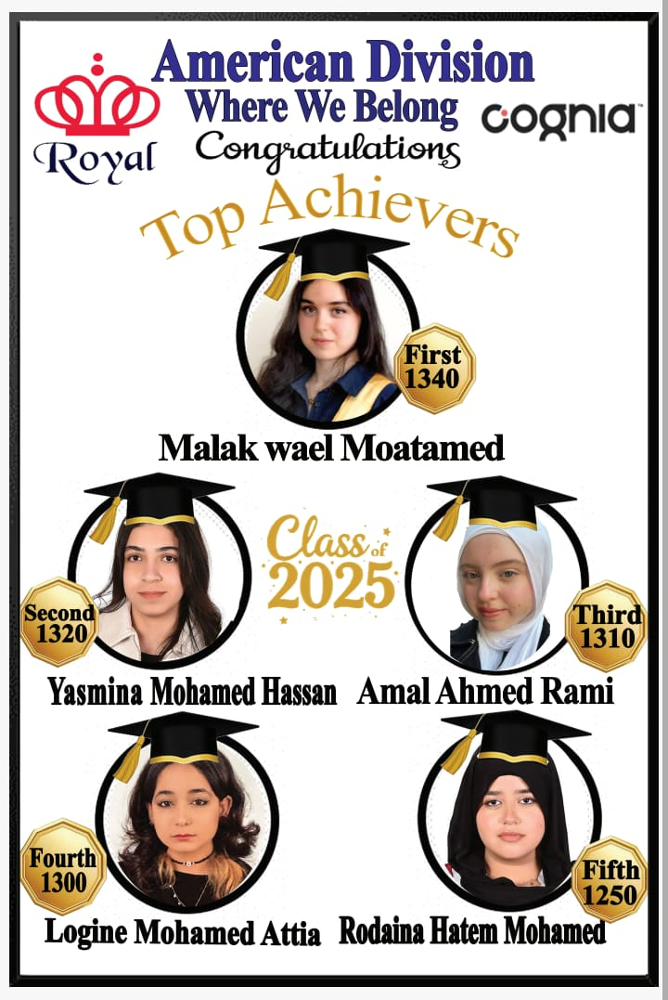 American Division
Where We Belong
Royal
Congratulations
cognia™
Top Achievers
First
1340
Malak wael Moatamed
Class of
2025
Second
1320
Third
1310
Yasmina Mohamed Hassan
Amal Ahmed Rami
Fourth
1300
Fifth
1250
Logine Mohamed Attia
Rodaina Hatem Mohamed